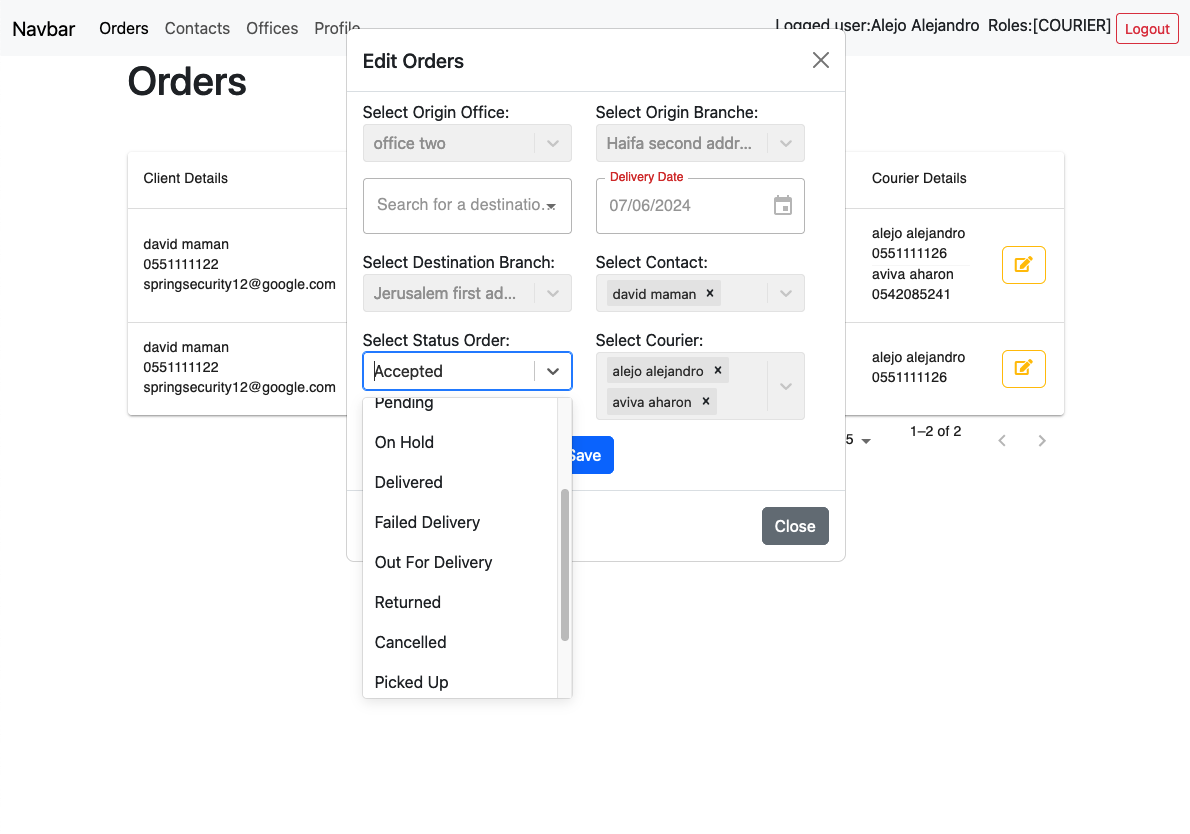 Navbar Orders Contacts Offices Profile Logged user:Alejo Alejandro Roles:[COURIER] Logout
Orders
Client Details
david maman
0551111122
springsecurity12@google.com
david maman
0551111122
springsecurity12@google.com
Edit Orders
Select Origin Office:
office two
Select Origin Branche:
Haifa second addr...
Search for a destinatio...
Delivery Date
07/06/2024
Select Destination Branch:
Jerusalem first ad...
Select Contact:
david maman ×
Select Status Order:
Accepted
Pending
On Hold
Delivered
Failed Delivery
Out For Delivery
Returned
Cancelled
Picked Up
Select Courier:
alejo alejandro ×
aviva aharon ×
Save
Close
Courier Details
alejo alejandro
0551111126
aviva aharon
0542085241
alejo alejandro
0551111126
5
1–2 of 2